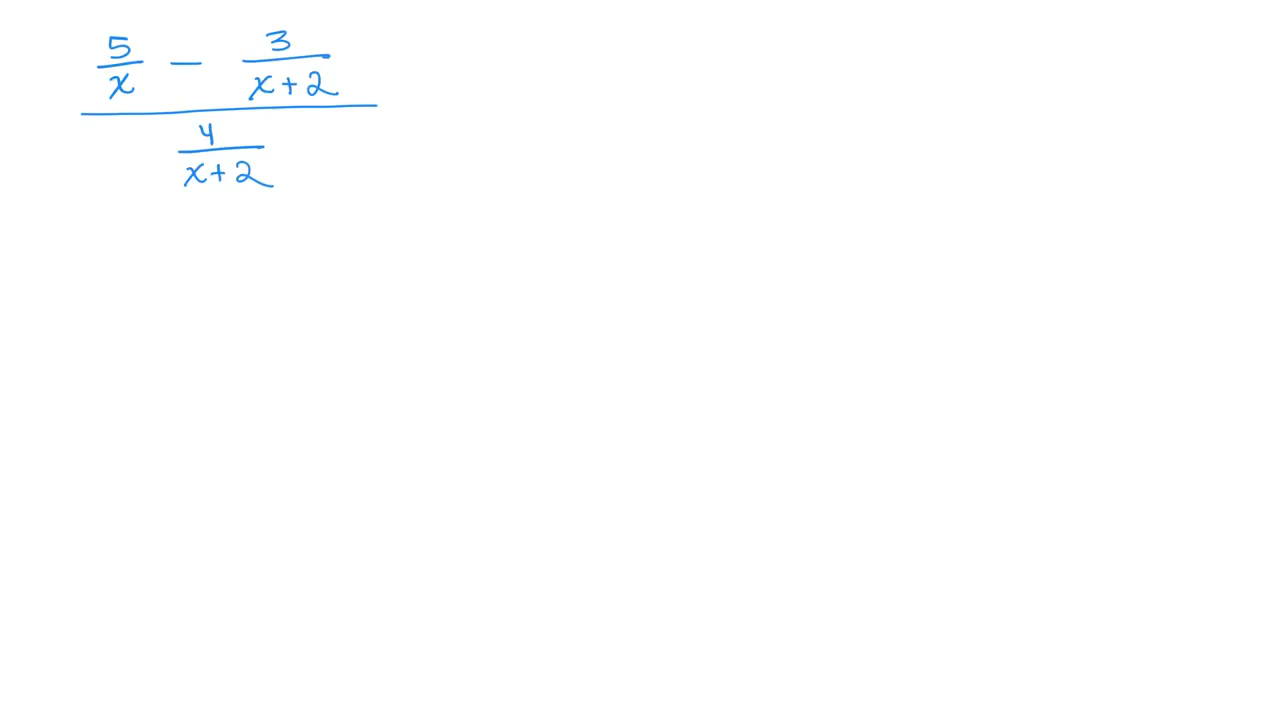 5 3
— − —
x x+2
4
—
x+2